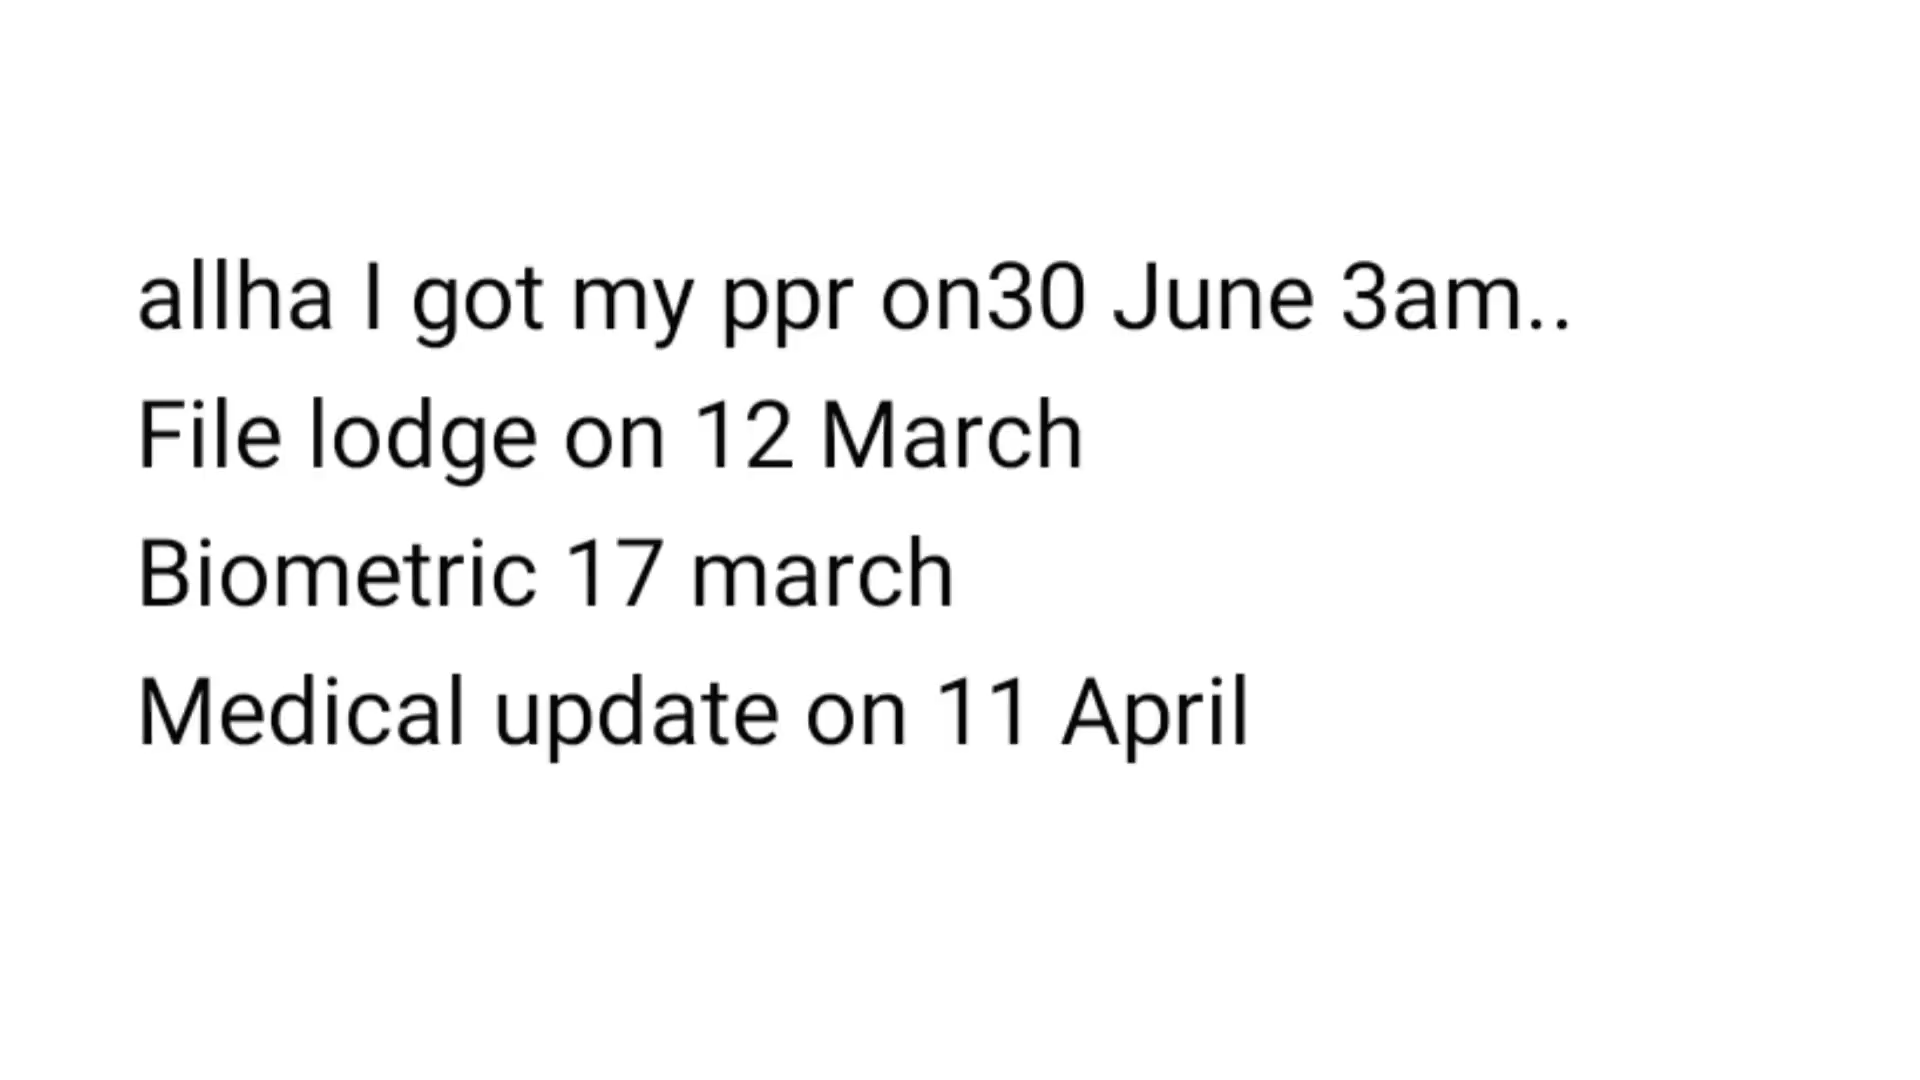 allha I got my ppr on30 June 3am..
File lodge on 12 March
Biometric 17 march
Medical update on 11 April